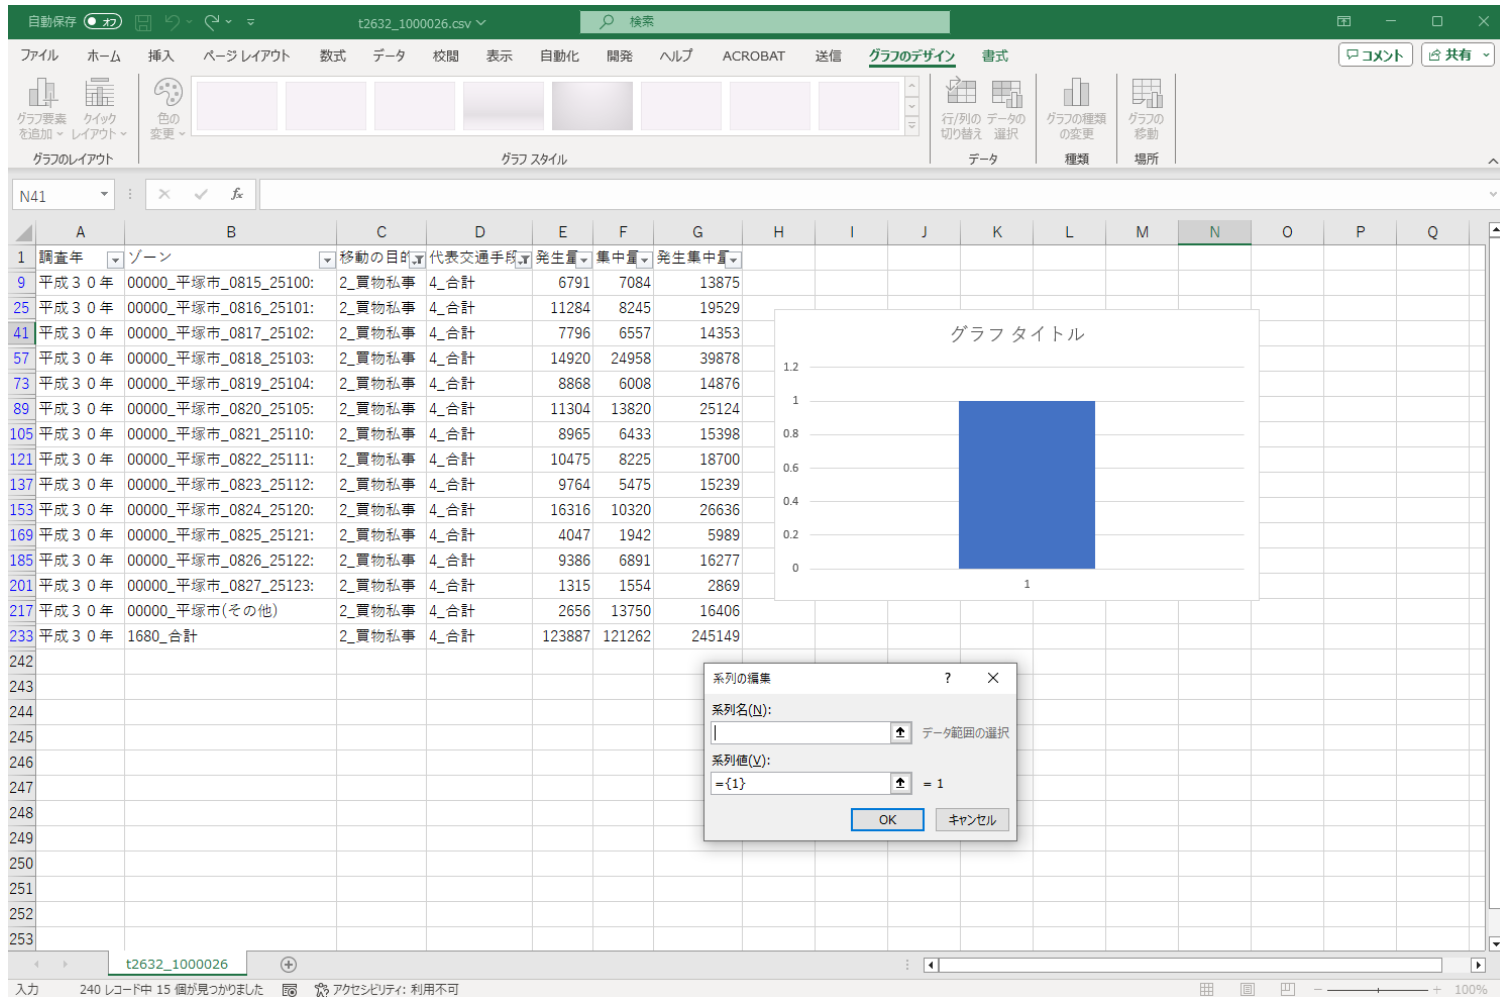 自動保存 オフ t2632_1000026.csv 検索
ファイル ホーム 挿入 ページ レイアウト 数式 データ 校閲 表示 自動化 開発 ヘルプ ACROBAT 送信 グラフのデザイン 書式 コメント 共有
グラフ要素 クイック 色の 行/列の データの グラフの種類 グラフの
を追加 レイアウト 変更 切り替え 選択 の変更 移動
グラフのレイアウト グラフ スタイル データ 種類 場所
N41 fx
A B C D E F G H I J K L M N O P Q
1 調査年 ゾーン 移動の目的 代表交通手段 発生量 集中量 発生集中量
9 平成３０年 00000_平塚市_0815_25100: 2_買物私事 4_合計 6791 7084 13875
25 平成３０年 00000_平塚市_0816_25101: 2_買物私事 4_合計 11284 8245 19529
41 平成３０年 00000_平塚市_0817_25102: 2_買物私事 4_合計 7796 6557 14353
57 平成３０年 00000_平塚市_0818_25103: 2_買物私事 4_合計 14920 24958 39878
73 平成３０年 00000_平塚市_0819_25104: 2_買物私事 4_合計 8868 6008 14876
89 平成３０年 00000_平塚市_0820_25105: 2_買物私事 4_合計 11304 13820 25124
105 平成３０年 00000_平塚市_0821_25110: 2_買物私事 4_合計 8965 6433 15398
121 平成３０年 00000_平塚市_0822_25111: 2_買物私事 4_合計 10475 8225 18700
137 平成３０年 00000_平塚市_0823_25112: 2_買物私事 4_合計 9764 5475 15239
153 平成３０年 00000_平塚市_0824_25120: 2_買物私事 4_合計 16316 10320 26636
169 平成３０年 00000_平塚市_0825_25121: 2_買物私事 4_合計 4047 1942 5989
185 平成３０年 00000_平塚市_0826_25122: 2_買物私事 4_合計 9386 6891 16277
201 平成３０年 00000_平塚市_0827_25123: 2_買物私事 4_合計 1315 1554 2869
217 平成３０年 00000_平塚市(その他) 2_買物私事 4_合計 2656 13750 16406
233 平成３０年 1680_合計 2_買物私事 4_合計 123887 121262 245149
242
243
244
245
246
247
248
249
250
251
252
253
グラフ タイトル
1.2
1
0.8
0.6
0.4
0.2
0
1
系列の編集 ?
系列名(N):
データ範囲の選択
系列値(V):
={1} = 1
OK キャンセル
t2632_1000026
入力 240 レコード中 15 個が見つかりました アクセシビリティ: 利用不可 100%